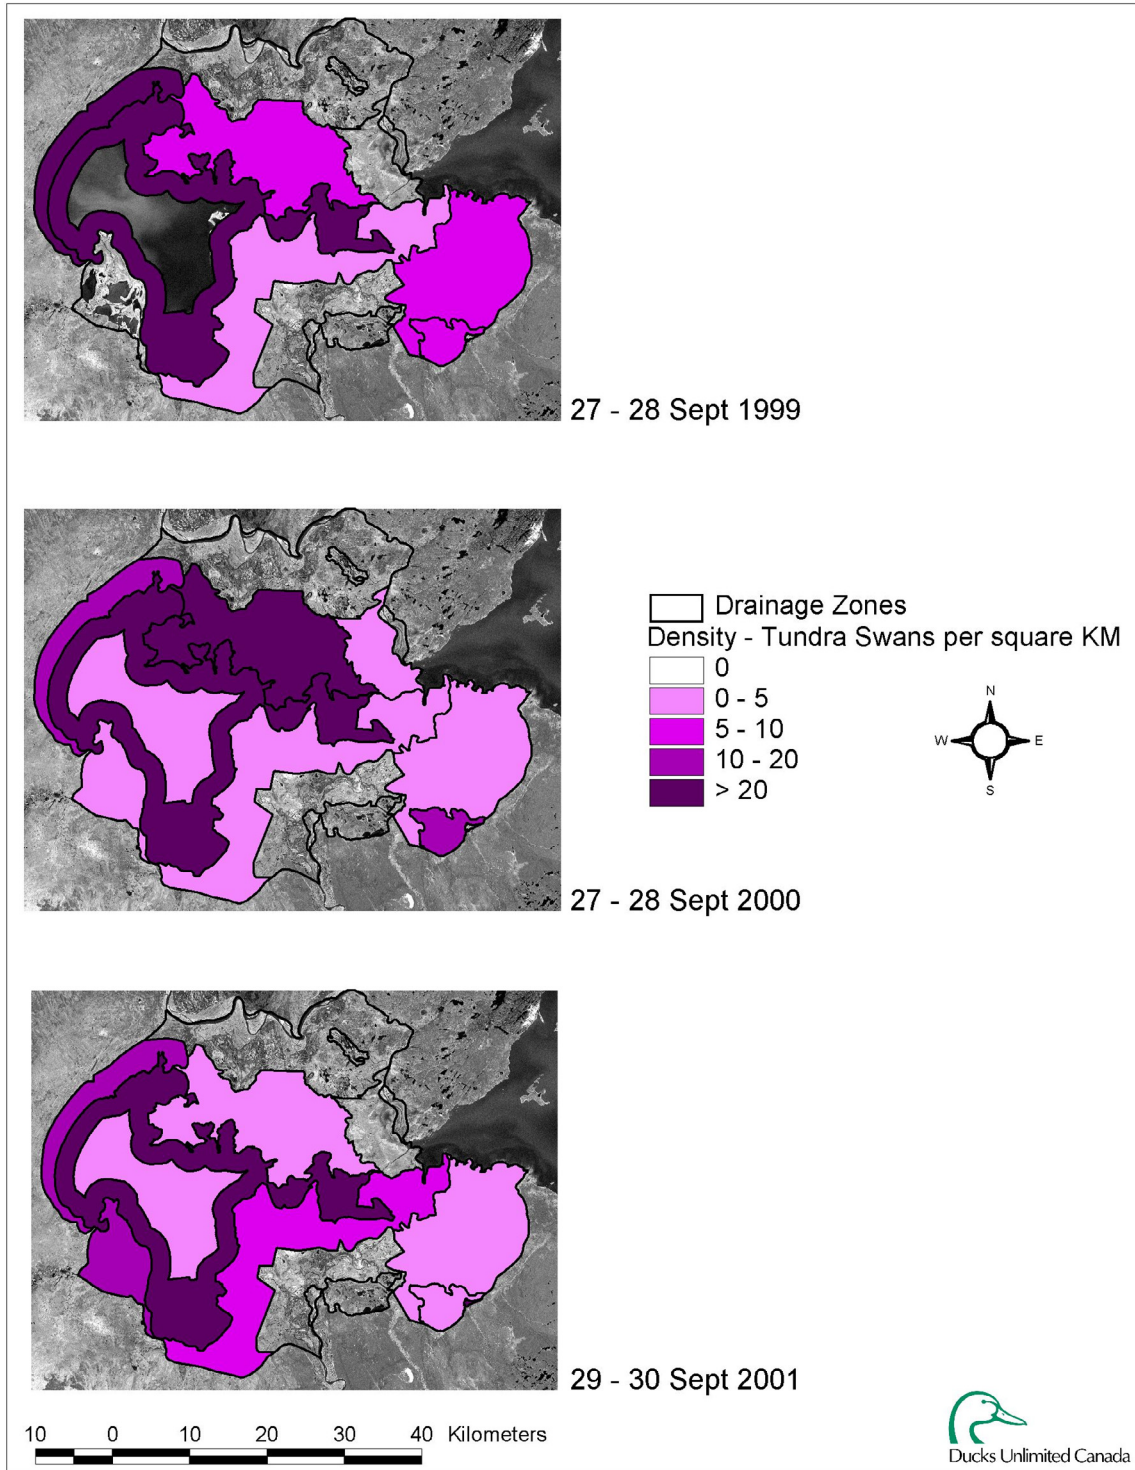 27 - 28 Sept 1999
Drainage Zones
Density - Tundra Swans per square KM
0
0 - 5
5 - 10
10 - 20
> 20
N
W E
S
27 - 28 Sept 2000
29 - 30 Sept 2001
10 0 10 20 30 40 Kilometers
Ducks Unlimited Canada